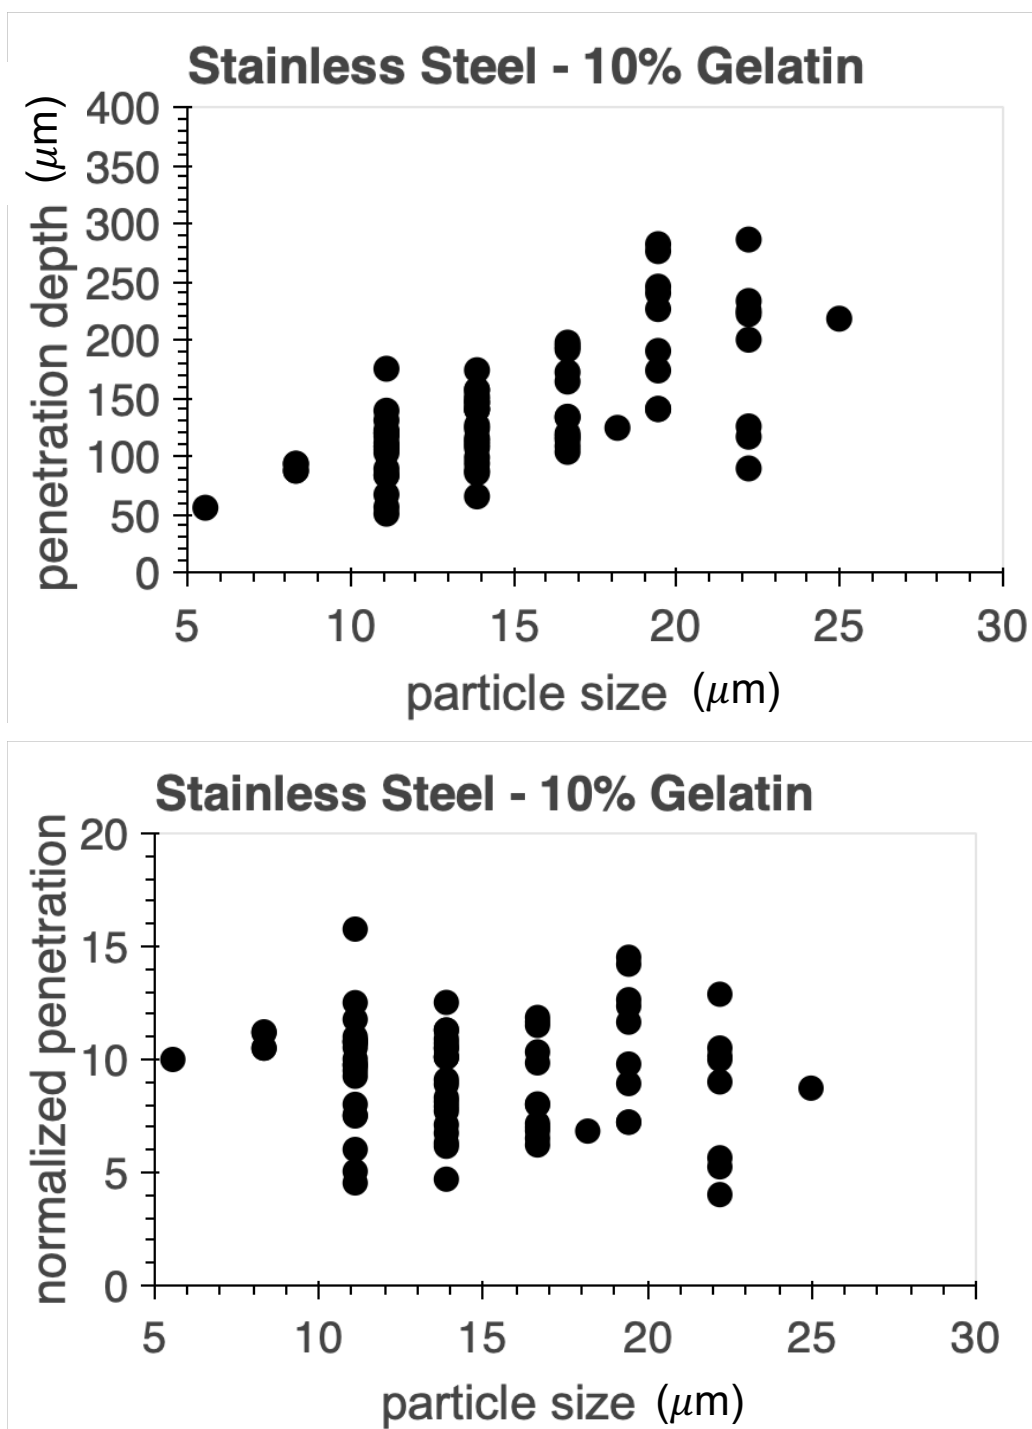 Stainless Steel - 10% Gelatin
penetration depth (μm)
400
350
300
250
200
150
100
50
0
5 10 15 20 25 30
particle size (μm)
Stainless Steel - 10% Gelatin
normalized penetration
20
15
10
5
0
5 10 15 20 25 30
particle size (μm)